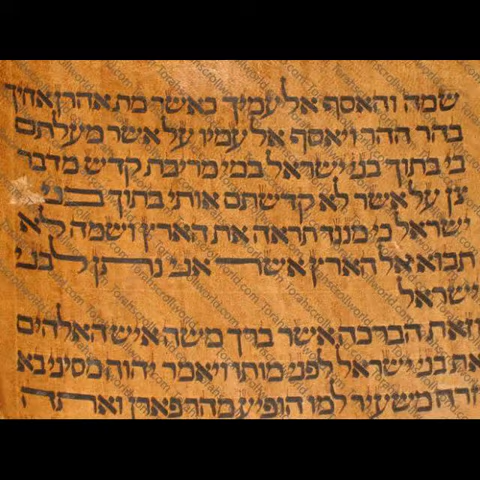 שמה והאסף אל עמיך כאשר מת אהרן אחיך
בהר ההר ויאסף אל עמיו על אשר מעלתם
בי בתוך בני ישראל במי מריבת קדש מדבר
צן על אשר לא קדשתם אותי בתוך בני
ישראל כי מנגד תראה את הארץ ושמה לא
תבוא אל הארץ אשר אני נתן לבני
ישראל
וזאת הברכה אשר ברך משה איש האלהים
את בני ישראל לפני מותו ויאמר יהוה מסיני בא
וזרח משעיר למו הופיע מהר פארן ואתה
Torahscrollworld.com